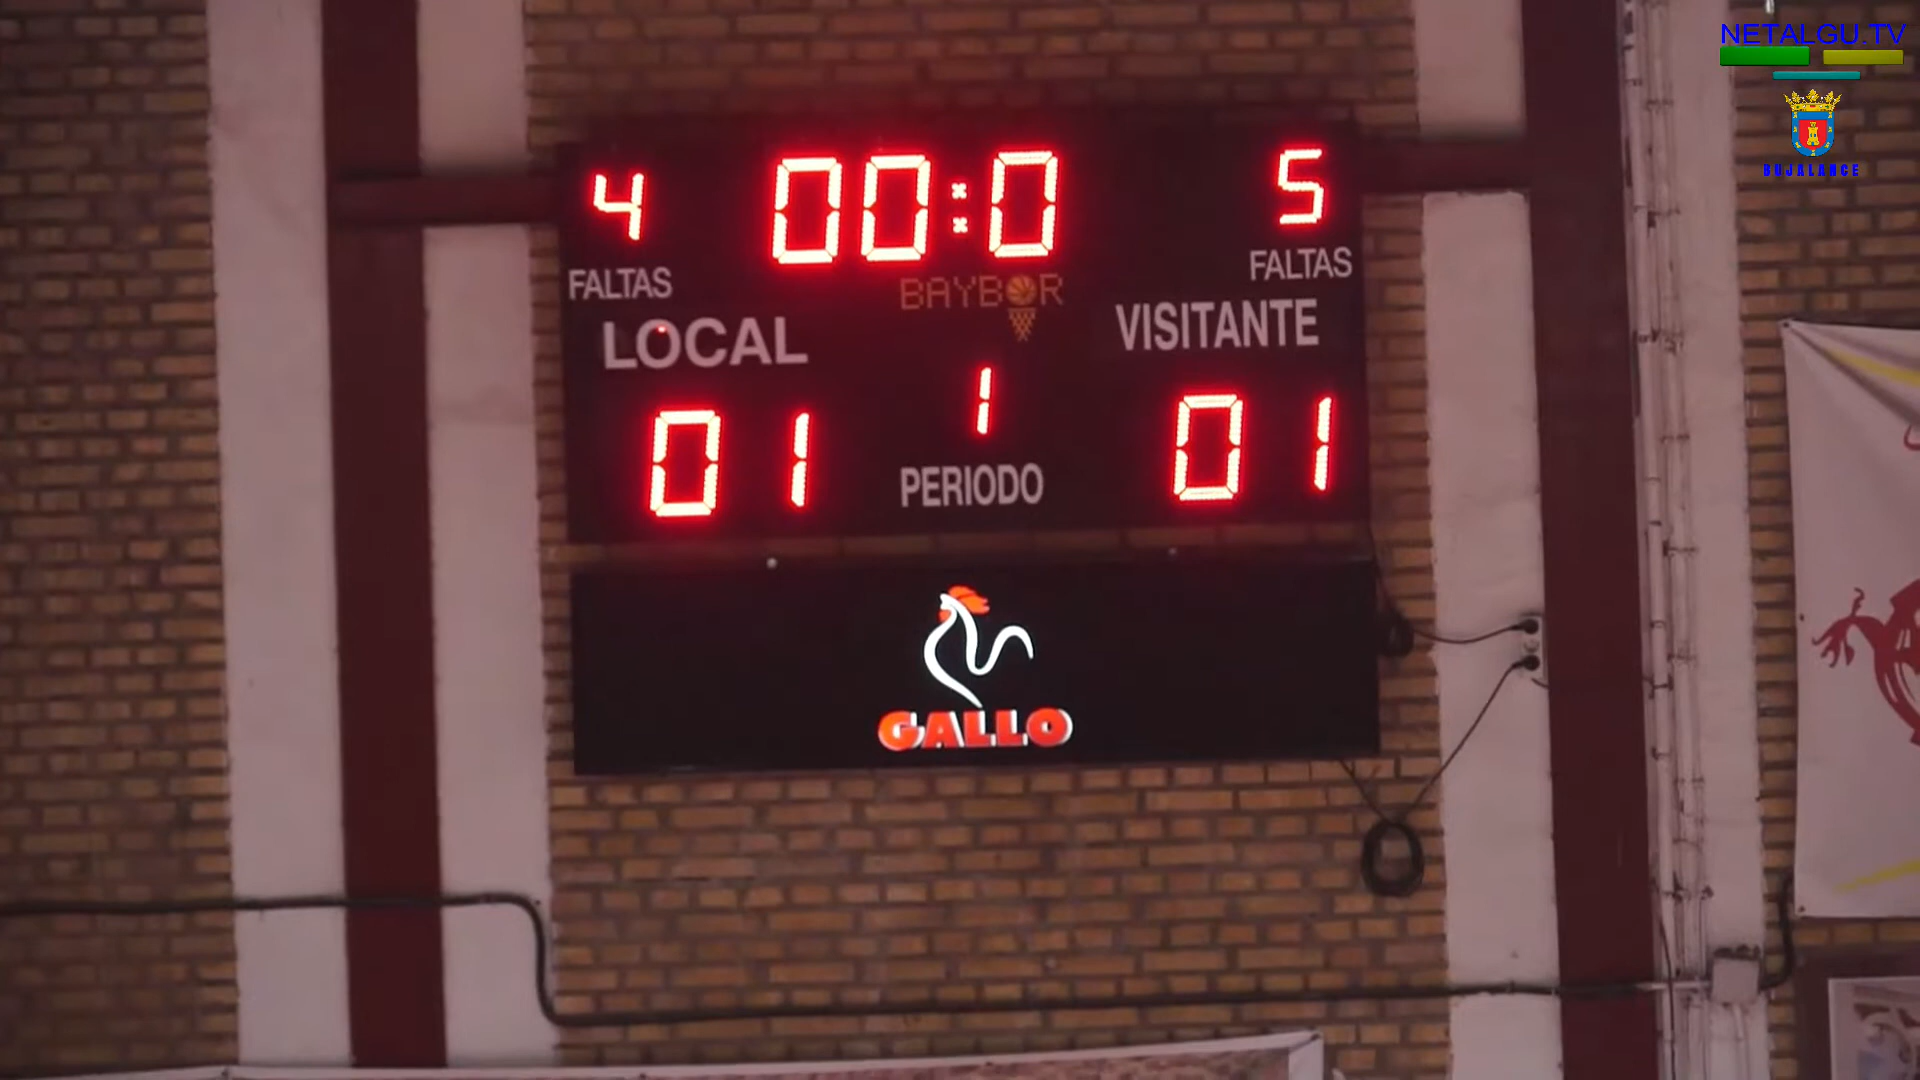 NETALGU.TV
BUJALANCE
4 00:0 5
FALTAS FALTAS
BAYBOR
LOCAL VISITANTE
01 1 01
PERIODO
GALLO